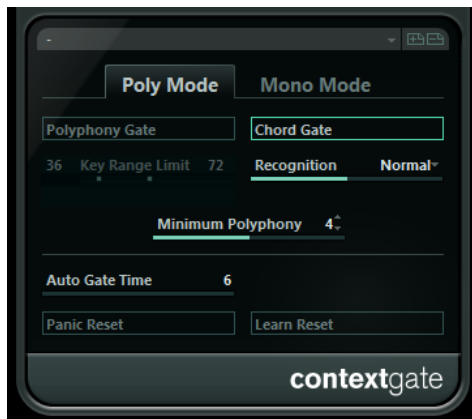 -
Poly Mode Mono Mode
Polyphony Gate Chord Gate
36 Key Range Limit 72 Recognition Normal
Minimum Polyphony 4
Auto Gate Time 6
Panic Reset Learn Reset
contextgate